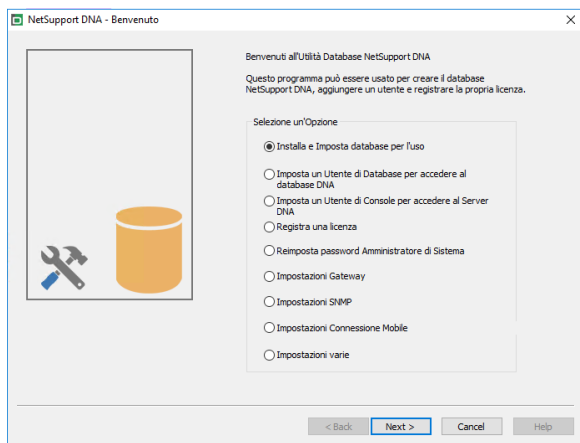 NetSupport DNA - Benvenuto
Benvenuti all'Utilità Database NetSupport DNA
Questo programma può essere usato per creare il database
NetSupport DNA, aggiungere un utente e registrare la propria licenza.
Selezione un'Opzione
Installa e Imposta database per l'uso
Imposta un Utente di Database per accedere al
database DNA
Imposta un Utente di Console per accedere al Server
DNA
Registra una licenza
Reimposta password Amministratore di Sistema
Impostazioni Gateway
Impostazioni SNMP
Impostazioni Connessione Mobile
Impostazioni varie
< Back
Next >
Cancel
Help